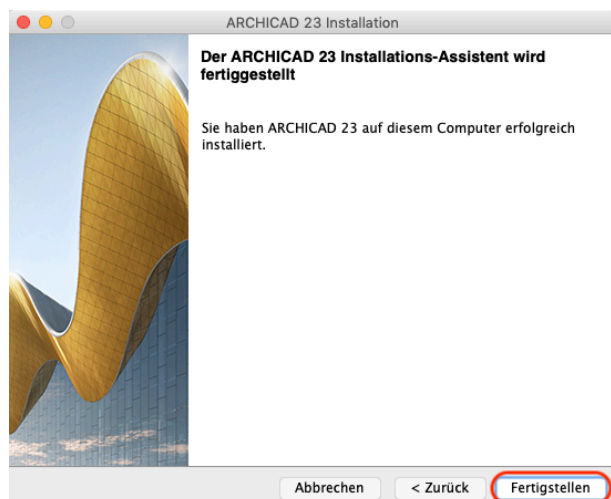 ARCHICAD 23 Installation
Der ARCHICAD 23 Installations-Assistent wird
fertiggestellt
Sie haben ARCHICAD 23 auf diesem Computer erfolgreich
installiert.
Abbrechen
< Zurück
Fertigstellen